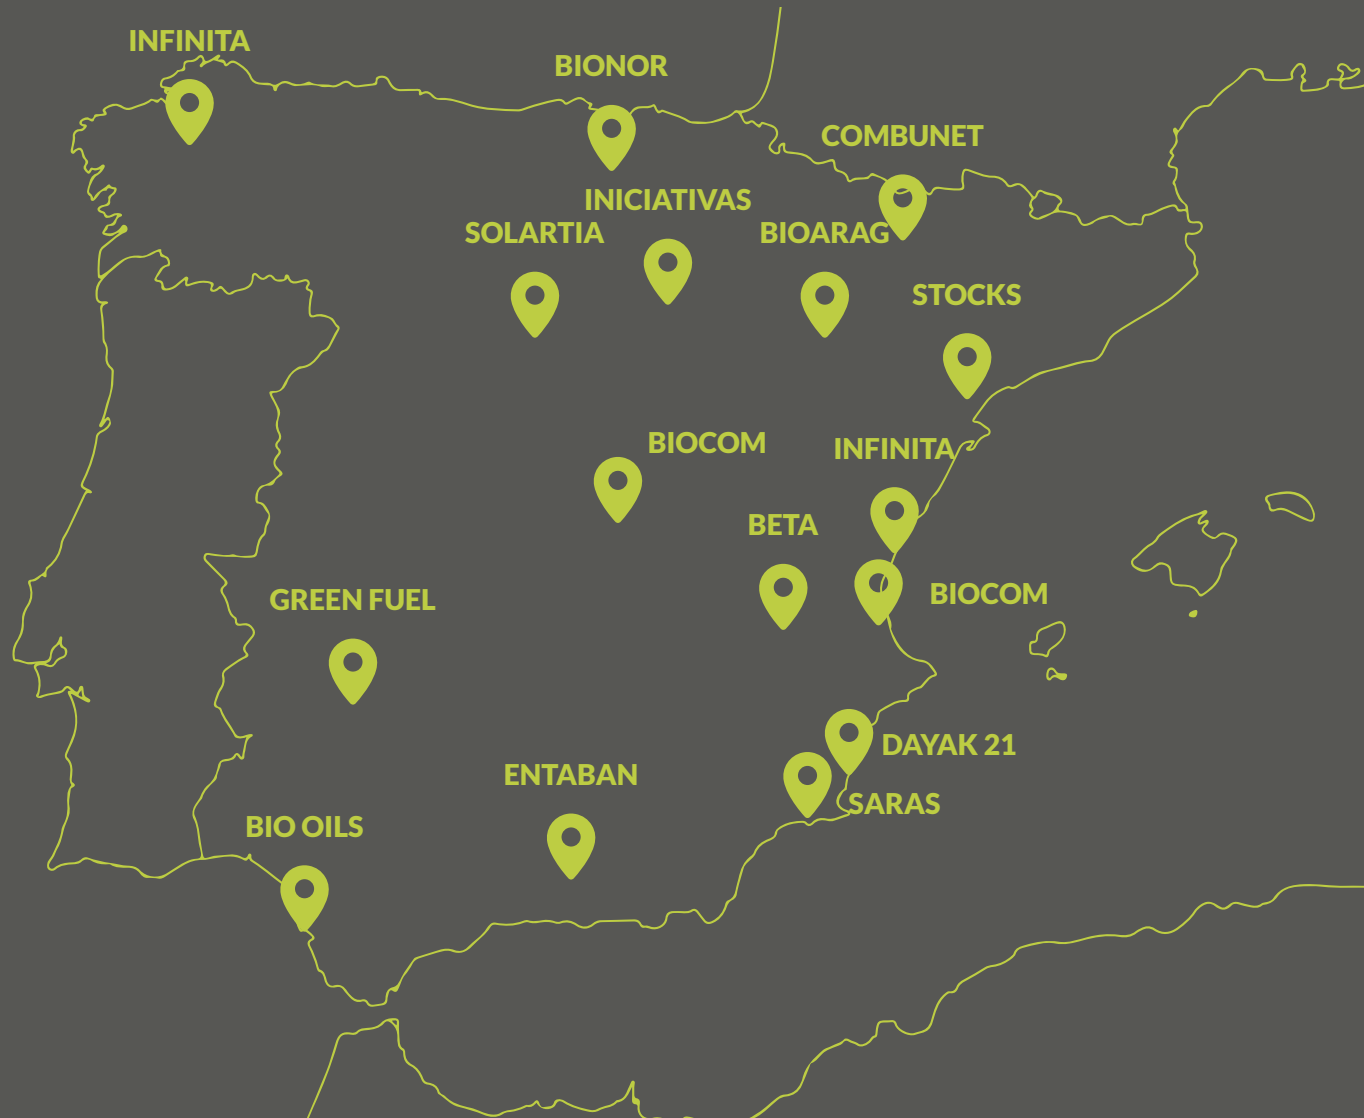 INFINITA
BIONOR
COMBUNET
INICIATIVAS
SOLARTIA
BIOARAG
STOCKS
BIOCOM
INFINITA
BETA
BIOCOM
GREEN FUEL
DAYAK 21
ENTABAN
SARAS
BIO OILS